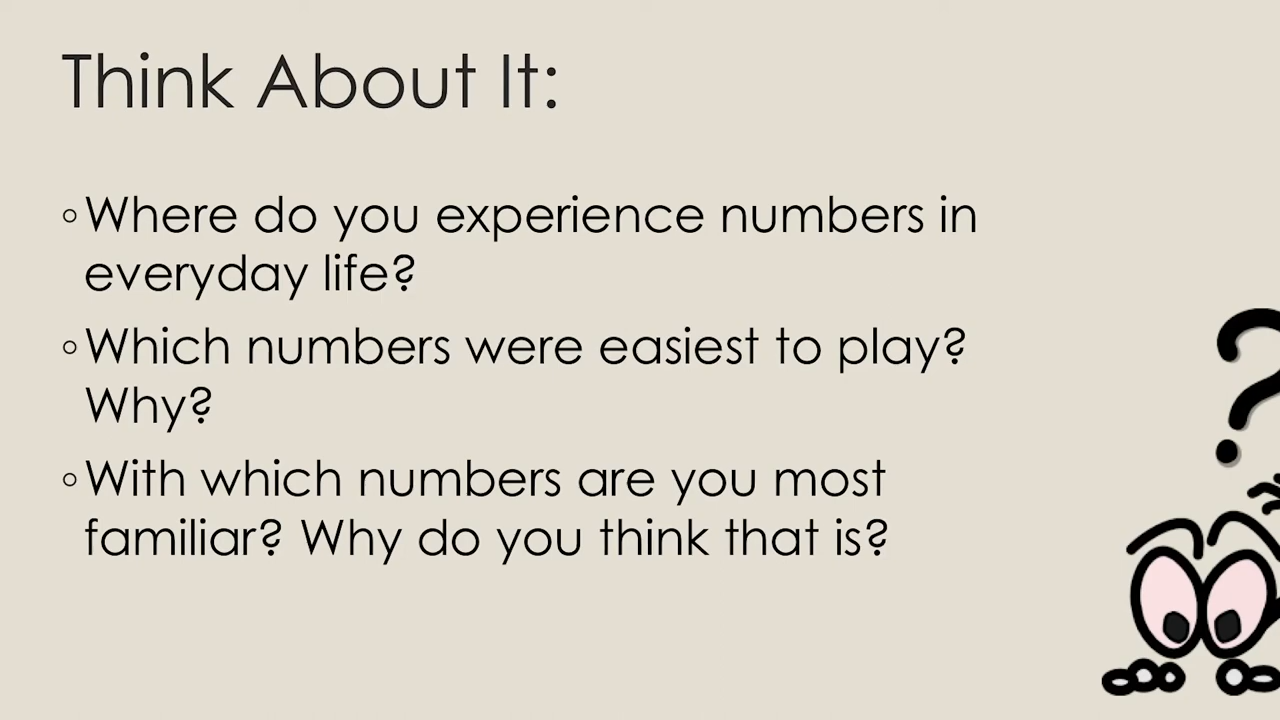 Think About It:
◦Where do you experience numbers in
everyday life?
◦Which numbers were easiest to play?
Why?
◦With which numbers are you most
familiar? Why do you think that is?
?